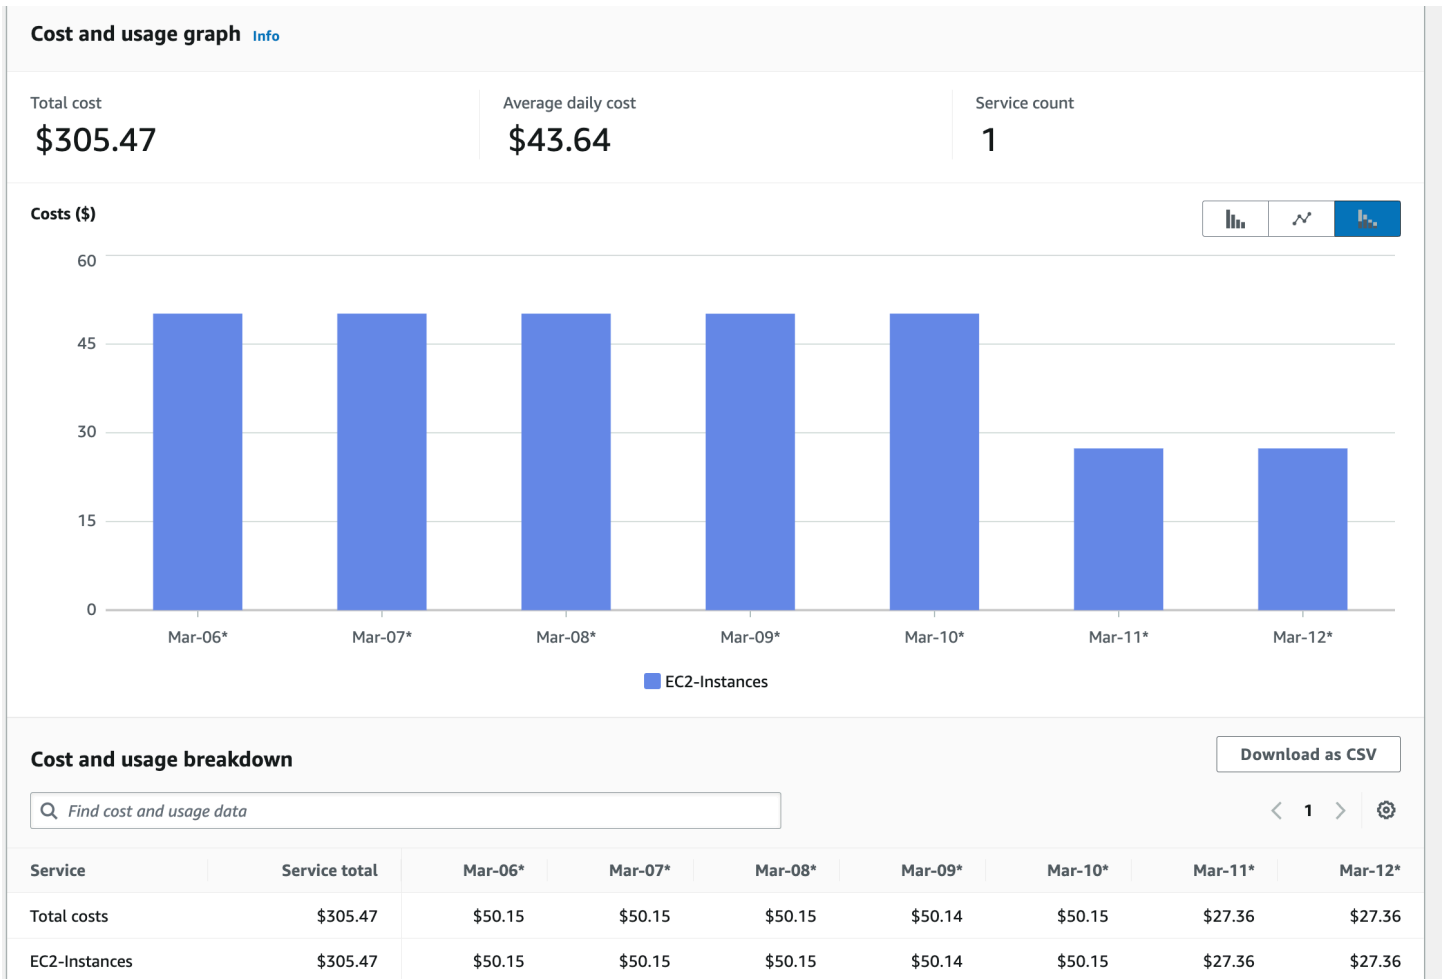 Cost and usage graph Info
Total cost Average daily cost Service count
$305.47 $43.64 1
Costs ($)
60
45
30
15
0
Mar-06* Mar-07* Mar-08* Mar-09* Mar-10* Mar-11* Mar-12*
EC2-Instances
Cost and usage breakdown Download as CSV
Find cost and usage data 1
Service Service total Mar-06* Mar-07* Mar-08* Mar-09* Mar-10* Mar-11* Mar-12*
Total costs $305.47 $50.15 $50.15 $50.15 $50.14 $50.15 $27.36 $27.36
EC2-Instances $305.47 $50.15 $50.15 $50.15 $50.14 $50.15 $27.36 $27.36